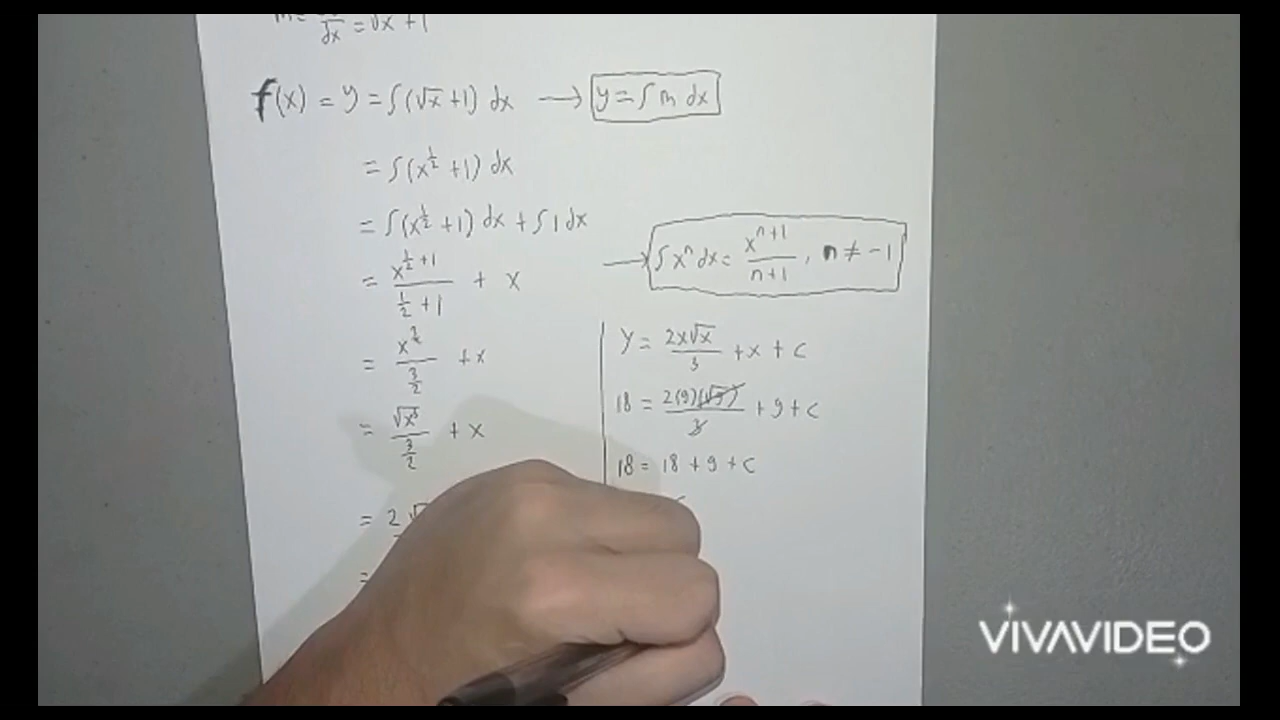 m = dx = √x + 1
f(x) = y = ∫(√x + 1) dx → y = ∫ m dx
= ∫(x^½ + 1) dx
= ∫(x^½ + 1) dx + ∫ 1 dx
= x^(½+1) / (½ + 1) + x
→ ∫ x^n dx = x^(n+1) / (n+1) , n ≠ -1
= x^(3/2) / (3/2) + x
= √x³ / (3/2) + x
= 2√
=
y = 2x√x / 3 + x + c
18 = 2(9)(√9) / 3 + 9 + c
18 = 18 + 9 + c
VIVAVIDEO